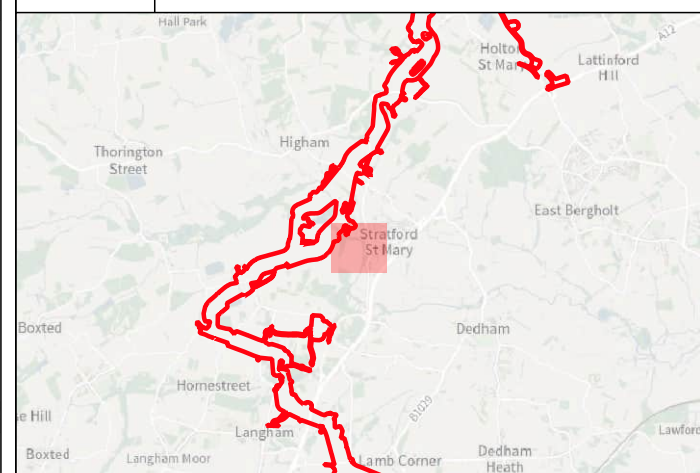 Hall Park
A12
Holton
St Mary
Lattinford
Hill
Higham
Thorington
Street
East Bergholt
Stratford
St Mary
Boxted
Dedham
Homestreet
B1029
e Hill
Langham
Lawford
Boxted
Langham Moor
Lamb Corner
Dedham
Heath